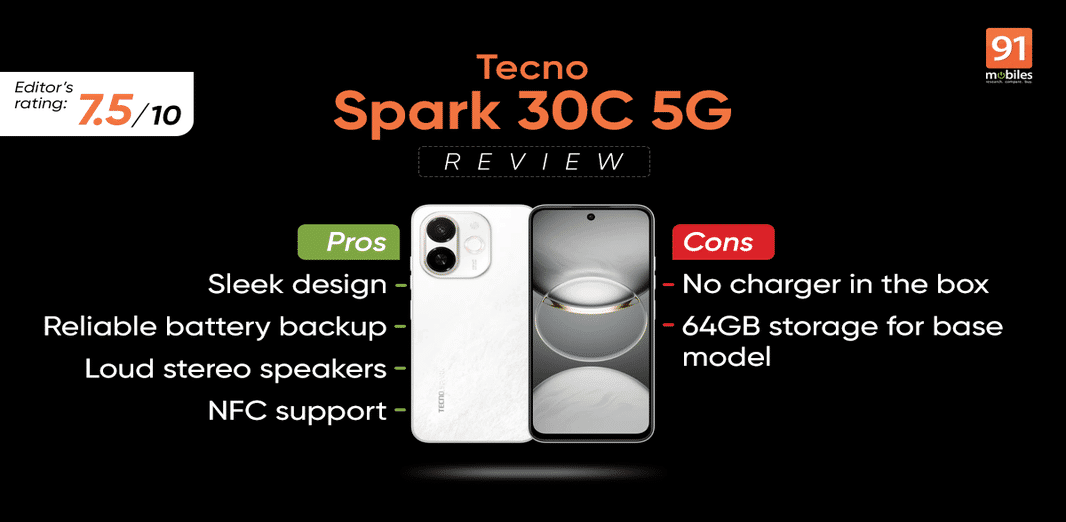 Editor's
rating: 7.5/10
Tecno
Spark 30C 5G
REVIEW
91
mobiles
Pros
Sleek design
Reliable battery backup
Loud stereo speakers
NFC support
TECNO
Cons
No charger in the box
64GB storage for base
model